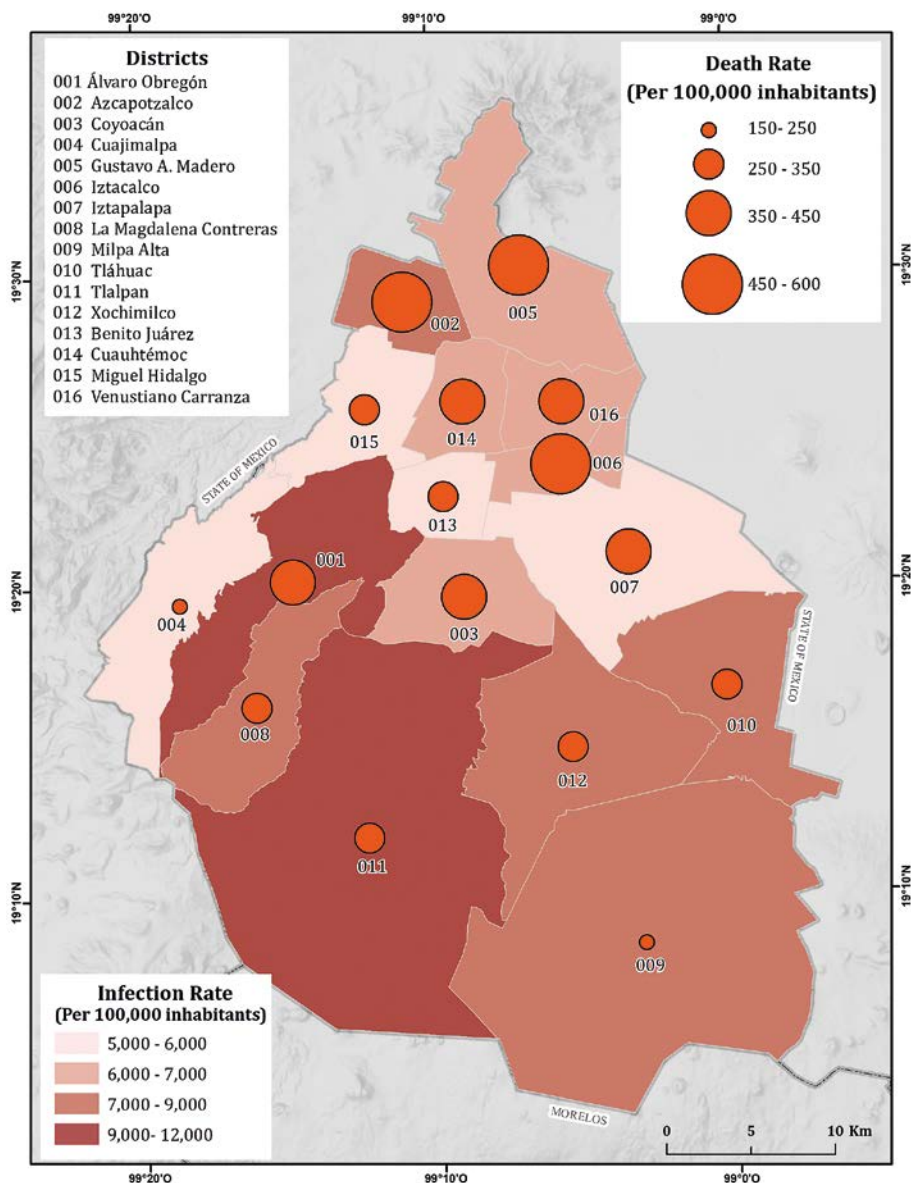 99°20'O
99°10'O
99°0'O
Districts
001 Álvaro Obregón
002 Azcapotzalco
003 Coyoacán
004 Cuajimalpa
005 Gustavo A. Madero
006 Iztacalco
007 Iztapalapa
008 La Magdalena Contreras
009 Milpa Alta
010 Tláhuac
011 Tlalpan
012 Xochimilco
013 Benito Juárez
014 Cuauhtémoc
015 Miguel Hidalgo
016 Venustiano Carranza
Death Rate
(Per 100,000 inhabitants)
150- 250
250 - 350
350 - 450
450 - 600
19°30'N
19°30'N
005
002
016
014
015
006
STATE OF MEXICO
013
001
007
19°20'N
19°20'N
004
003
STATE OF MEXICO
010
008
012
011
19°10'N
19°10'N
009
Infection Rate
(Per 100,000 inhabitants)
5,000 - 6,000
6,000 - 7,000
7,000 - 9,000
9,000- 12,000
MORELOS
0 5 10 Km
99°20'O
99°10'O
99°0'O